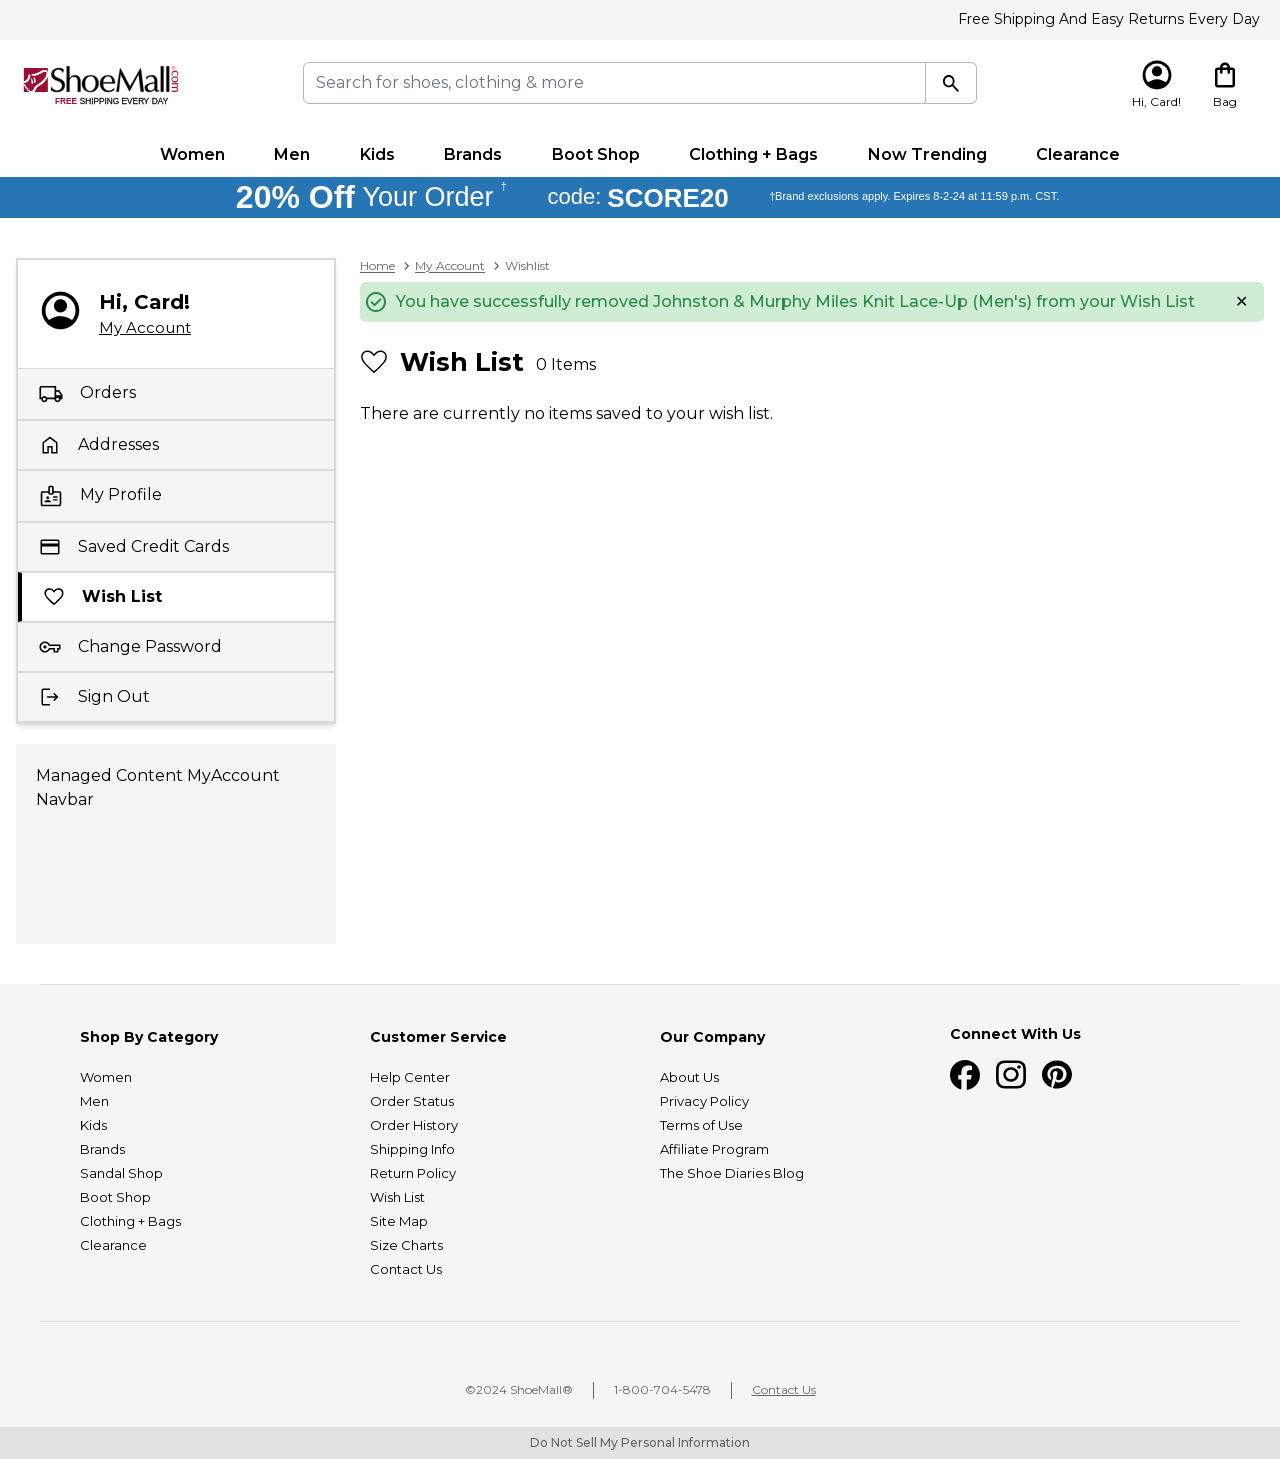 Free Shipping And Easy Returns Every Day
ShoeMall.com
FREE SHIPPING EVERY DAY
Search for shoes, clothing & more
Hi, Card!
Bag
Women Men Kids Brands Boot Shop Clothing + Bags Now Trending Clearance
20% Off Your Order † code: SCORE20 †Brand exclusions apply. Expires 8-2-24 at 11:59 p.m. CST.
Hi, Card!
My Account
Orders
Addresses
My Profile
Saved Credit Cards
Wish List
Change Password
Sign Out
Managed Content MyAccount
Navbar
Home My Account Wishlist
You have successfully removed Johnston & Murphy Miles Knit Lace-Up (Men's) from your Wish List
Wish List 0 Items
There are currently no items saved to your wish list.
Shop By Category
Women
Men
Kids
Brands
Sandal Shop
Boot Shop
Clothing + Bags
Clearance
Customer Service
Help Center
Order Status
Order History
Shipping Info
Return Policy
Wish List
Site Map
Size Charts
Contact Us
Our Company
About Us
Privacy Policy
Terms of Use
Affiliate Program
The Shoe Diaries Blog
Connect With Us
©2024 ShoeMall® 1-800-704-5478 Contact Us
Do Not Sell My Personal Information